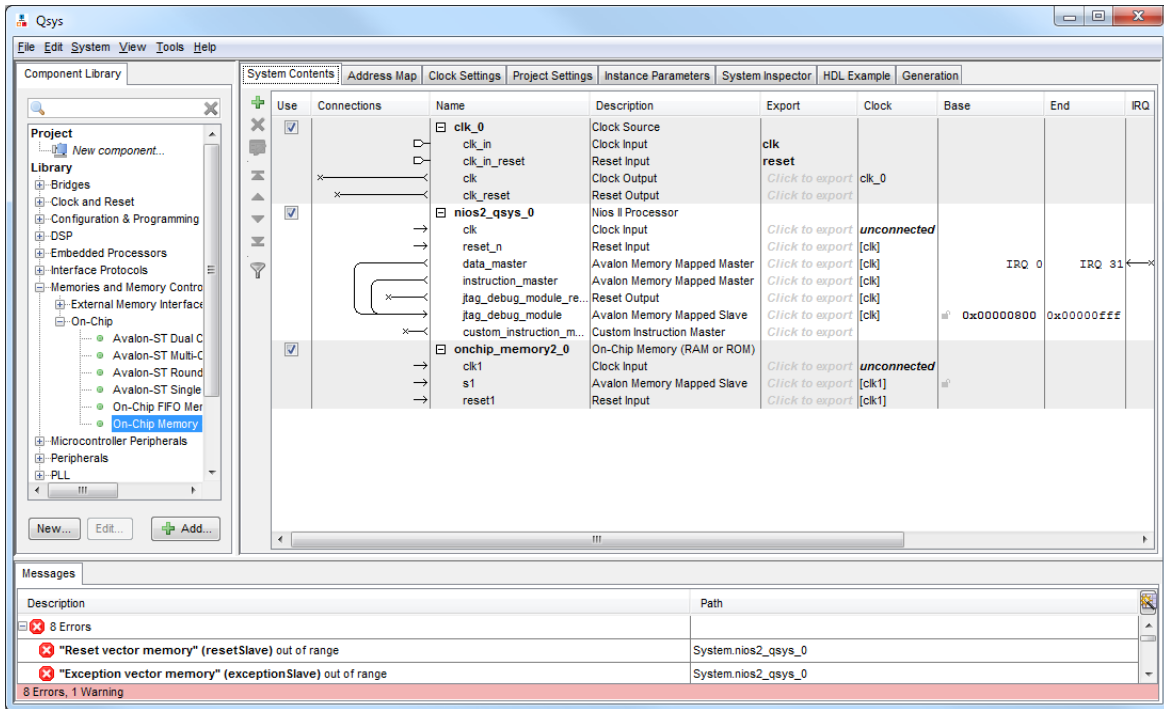 Qsys
File Edit System View Tools Help
Component Library
Project
New component...
Library
Bridges
Clock and Reset
Configuration & Programming
DSP
Embedded Processors
Interface Protocols
Memories and Memory Contro
External Memory Interface
On-Chip
Avalon-ST Dual C
Avalon-ST Multi-C
Avalon-ST Round
Avalon-ST Single
On-Chip FIFO Mer
On-Chip Memory
Microcontroller Peripherals
Peripherals
PLL
New... Edit... Add...
System Contents Address Map Clock Settings Project Settings Instance Parameters System Inspector HDL Example Generation
Use Connections Name Description Export Clock Base End IRQ
clk_0 Clock Source
clk_in Clock Input clk
clk_in_reset Reset Input reset
clk Clock Output Click to export clk_0
clk_reset Reset Output Click to export
nios2_qsys_0 Nios II Processor
clk Clock Input Click to export unconnected
reset_n Reset Input Click to export [clk]
data_master Avalon Memory Mapped Master Click to export [clk] IRQ 0 IRQ 31
instruction_master Avalon Memory Mapped Master Click to export [clk]
jtag_debug_module_re... Reset Output Click to export [clk]
jtag_debug_module Avalon Memory Mapped Slave Click to export [clk] 0x00000800 0x00000fff
custom_instruction_m... Custom Instruction Master Click to export
onchip_memory2_0 On-Chip Memory (RAM or ROM)
clk1 Clock Input Click to export unconnected
s1 Avalon Memory Mapped Slave Click to export [clk1]
reset1 Reset Input Click to export [clk1]
Messages
Description Path
8 Errors
"Reset vector memory" (resetSlave) out of range System.nios2_qsys_0
"Exception vector memory" (exceptionSlave) out of range System.nios2_qsys_0
8 Errors, 1 Warning